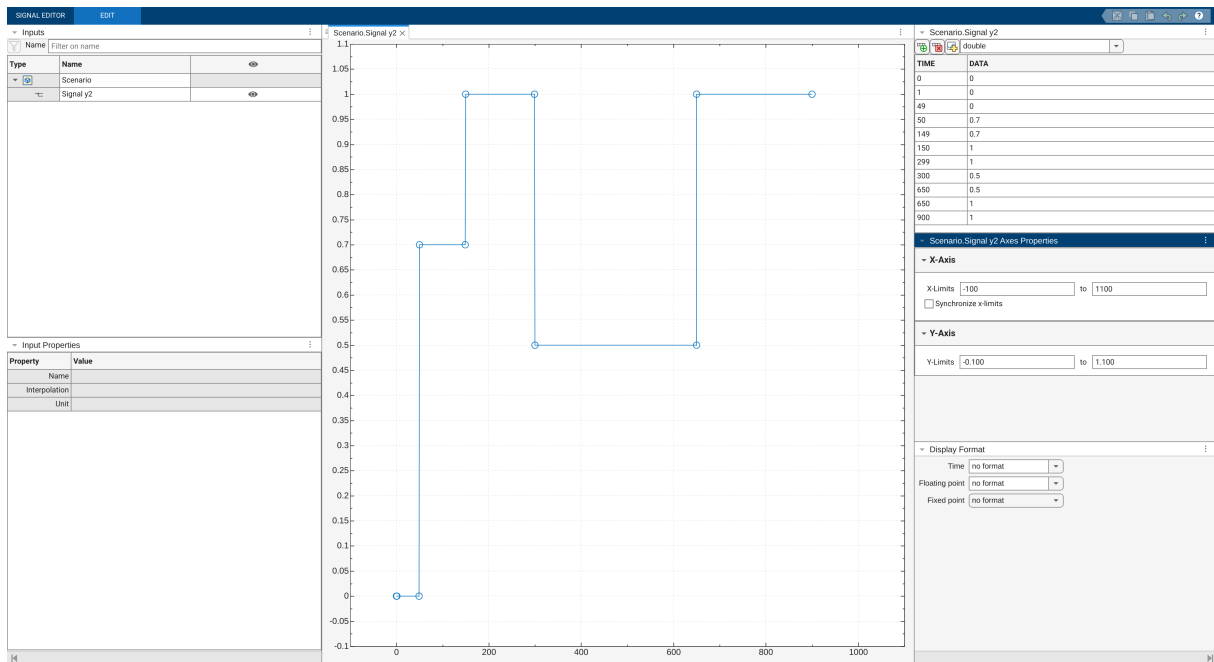 SIGNAL EDITOR EDIT
Inputs
Name Filter on name
Type Name
Scenario
Signal y2
Input Properties
Property Value
Name
Interpolation
Unit
Scenario.Signal y2
1.1
1.05
1
0.95
0.9
0.85
0.8
0.75
0.7
0.65
0.6
0.55
0.5
0.45
0.4
0.35
0.3
0.25
0.2
0.15
0.1
0.05
0
-0.05
-0.1
0 200 400 600 800 1000
Scenario.Signal y2
double
TIME DATA
0 0
1 0
49 0
50 0.7
149 0.7
150 1
299 1
300 0.5
650 0.5
650 1
900 1
Scenario.Signal y2 Axes Properties
X-Axis
X-Limits -100 to 1100
Synchronize x-limits
Y-Axis
Y-Limits -0.100 to 1.100
Display Format
Time no format
Floating point no format
Fixed point no format